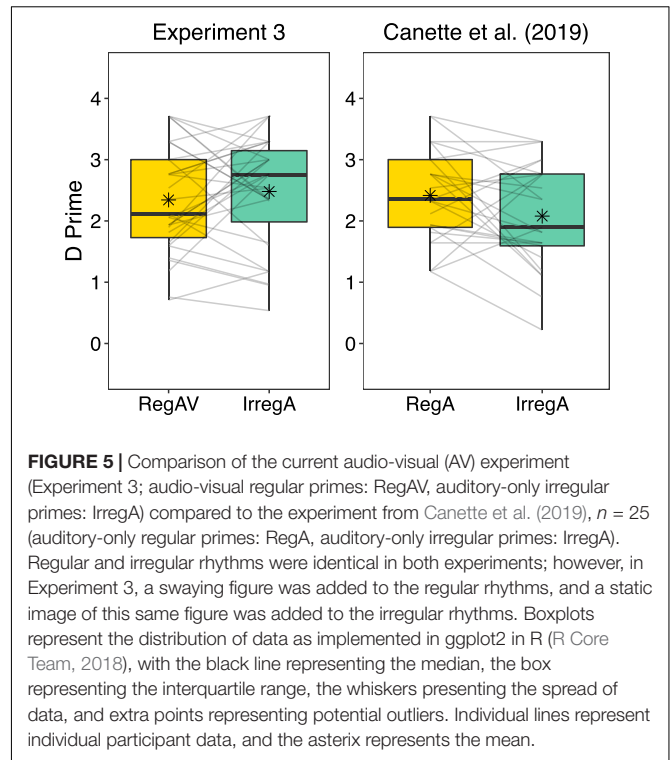 Experiment 3
Canette et al. (2019)
D Prime
4
3
2
1
0
4
3
2
1
0
RegAV
IrregA
RegA
IrregA
FIGURE 5 | Comparison of the current audio-visual (AV) experiment
(Experiment 3; audio-visual regular primes: RegAV, auditory-only irregular
primes: IrregA) compared to the experiment from Canette et al. (2019), n = 25
(auditory-only regular primes: RegA, auditory-only irregular primes: IrregA).
Regular and irregular rhythms were identical in both experiments; however, in
Experiment 3, a swaying figure was added to the regular rhythms, and a static
image of this same figure was added to the irregular rhythms. Boxplots
represent the distribution of data as implemented in ggplot2 in R (R Core
Team, 2018), with the black line representing the median, the box
representing the interquartile range, the whiskers presenting the spread of
data, and extra points representing potential outliers. Individual lines represent
individual participant data, and the asterix represents the mean.